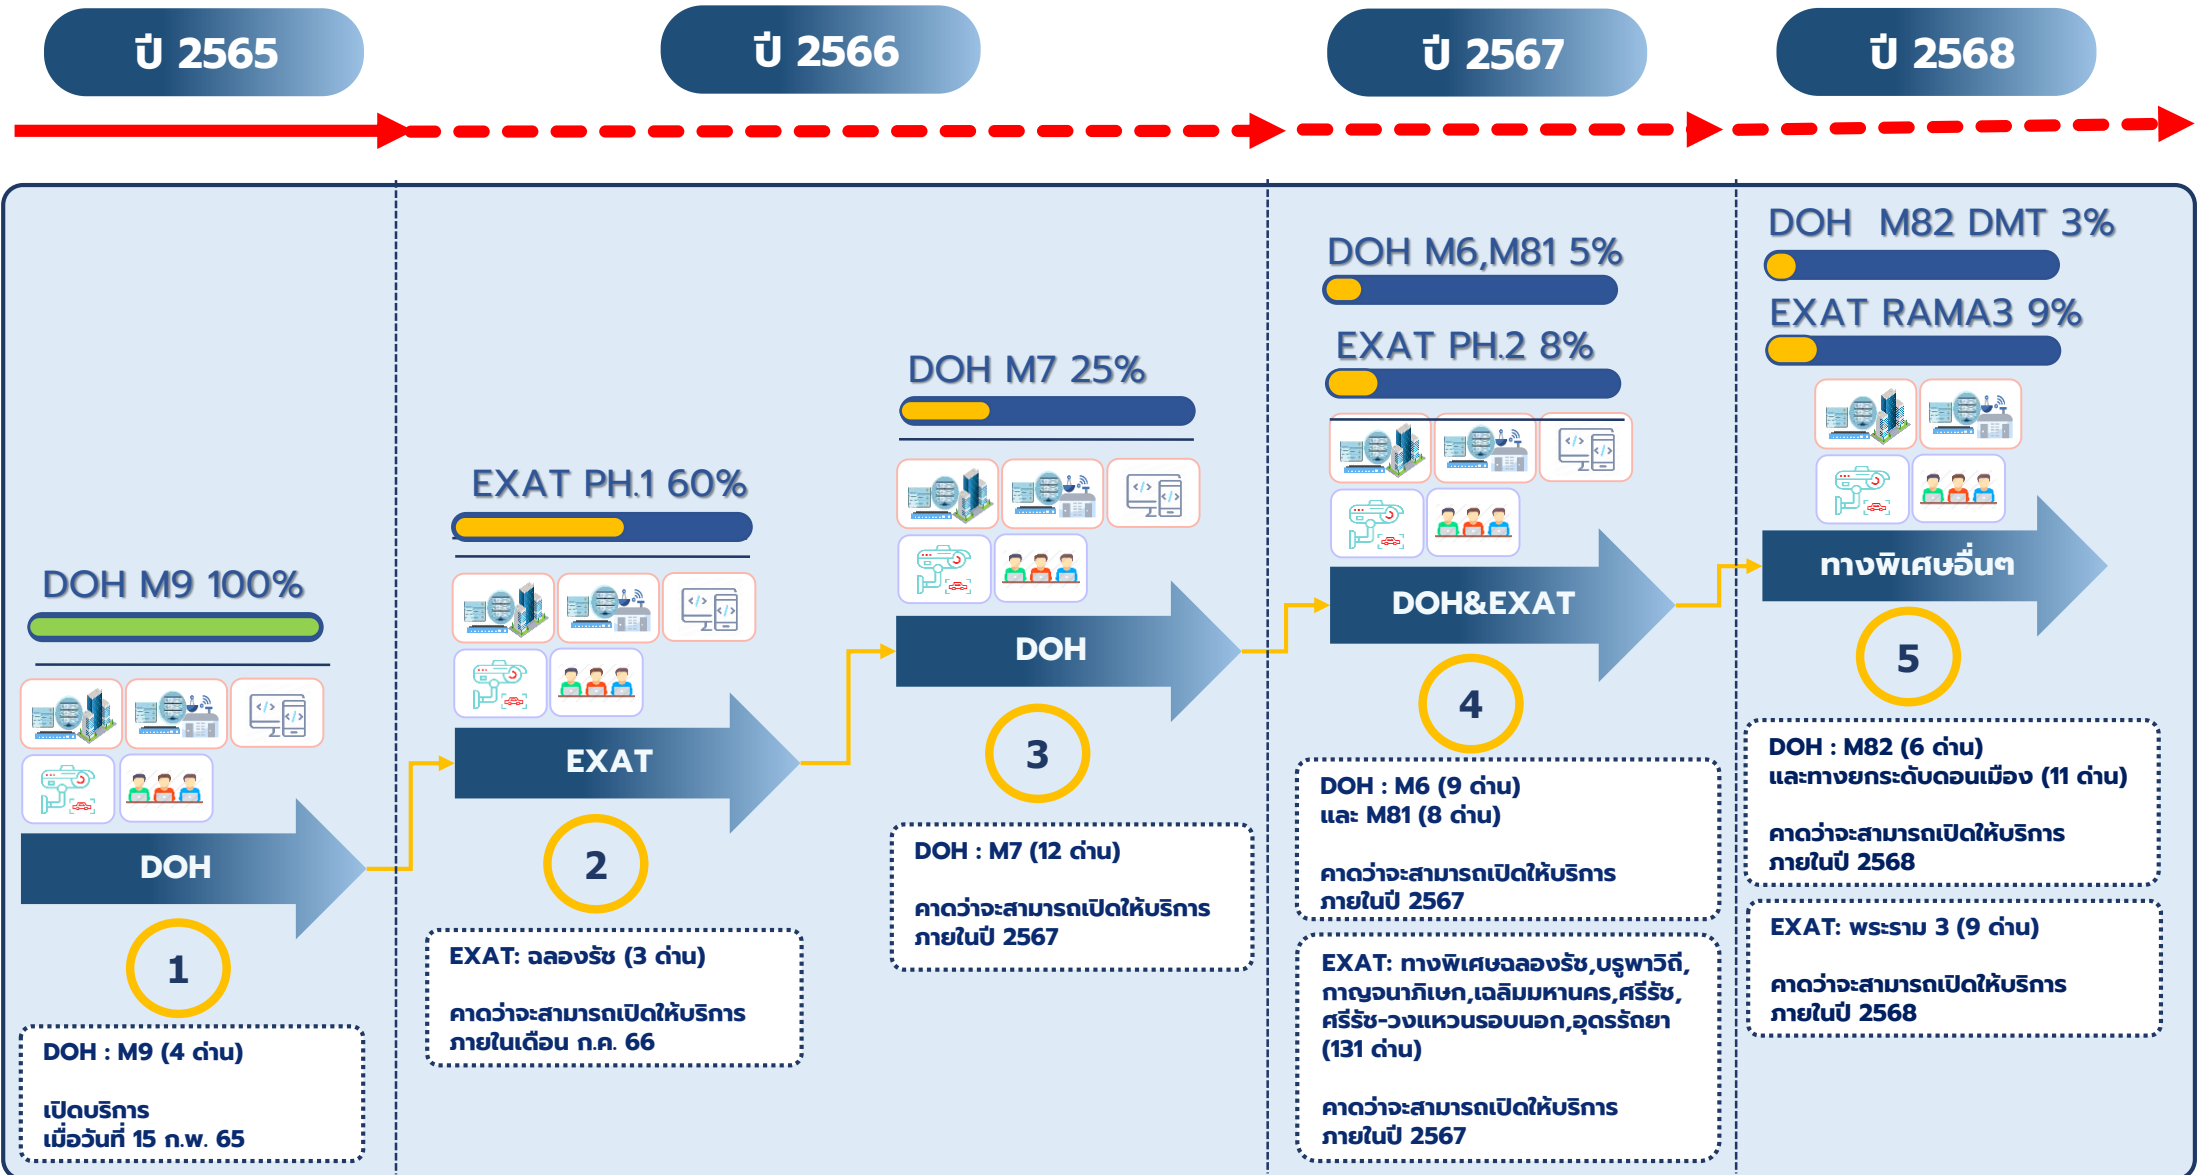 ปี 2565
ปี 2566
ปี 2567
ปี 2568
DOH M9 100%
DOH
1
DOH : M9 (4 ด่าน)
เปิดบริการ
เมื่อวันที่ 15 ก.พ. 65
EXAT PH.1 60%
EXAT
2
EXAT: ฉลองรัช (3 ด่าน)
คาดว่าจะสามารถเปิดให้บริการ
ภายในเดือน ก.ค. 66
DOH M7 25%
DOH
3
DOH : M7 (12 ด่าน)
คาดว่าจะสามารถเปิดให้บริการ
ภายในปี 2567
DOH M6,M81 5%
EXAT PH.2 8%
DOH&EXAT
4
DOH : M6 (9 ด่าน)
และ M81 (8 ด่าน)
คาดว่าจะสามารถเปิดให้บริการ
ภายในปี 2567
EXAT: ทางพิเศษฉลองรัช,บรูพาวิถี,
กาญจนาภิเษก,เฉลิมมหานคร,ศรีรัช,
ศรีรัช-วงแหวนรอบนอก,อุดรรัถยา
(131 ด่าน)
คาดว่าจะสามารถเปิดให้บริการ
ภายในปี 2567
DOH M82 DMT 3%
EXAT RAMA3 9%
ทางพิเศษอื่นๆ
5
DOH : M82 (6 ด่าน)
และทางยกระดับดอนเมือง (11 ด่าน)
คาดว่าจะสามารถเปิดให้บริการ
ภายในปี 2568
EXAT: พระราม 3 (9 ด่าน)
คาดว่าจะสามารถเปิดให้บริการ
ภายในปี 2568